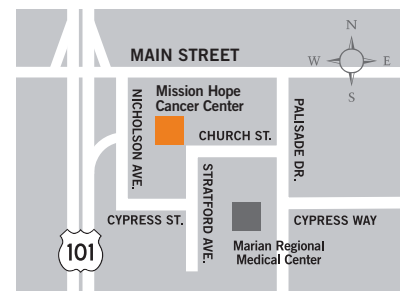 N
MAIN STREET
W E
S
Mission Hope
Cancer Center
NICHOLSON AVE.
PALISADE DR.
CHURCH ST.
STRATFORD AVE.
CYPRESS ST.
CYPRESS WAY
101
Marian Regional
Medical Center